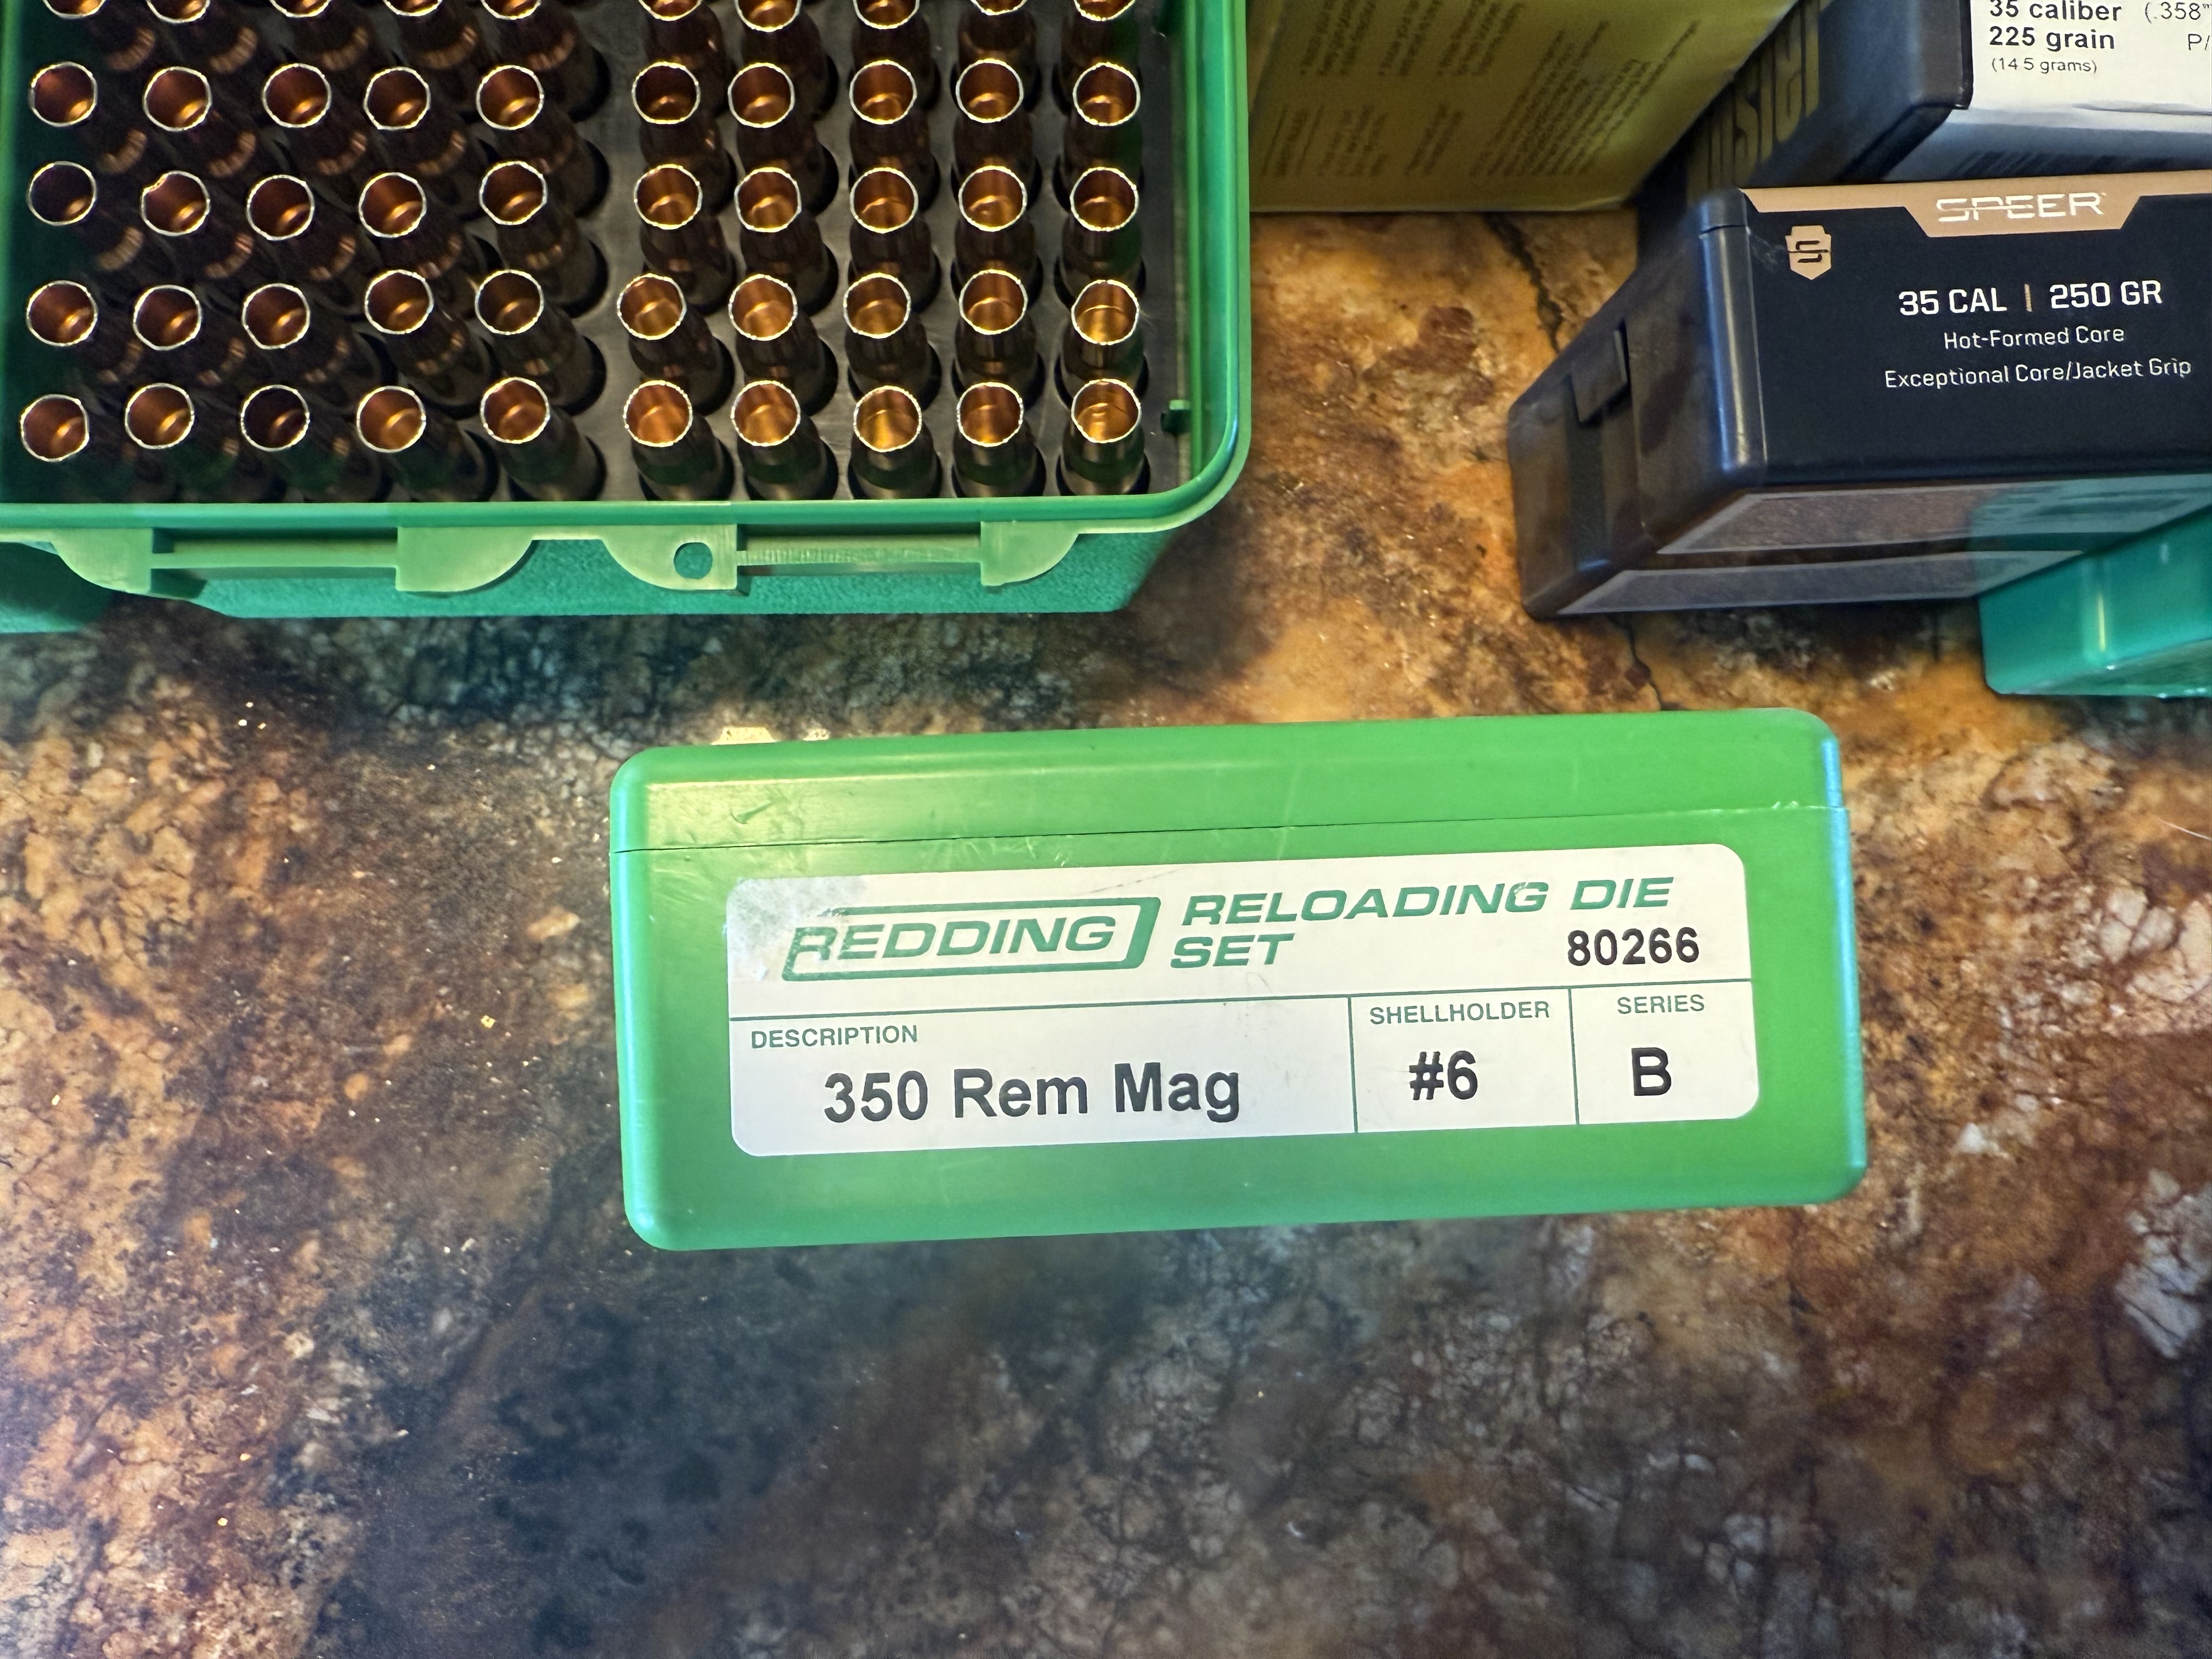 35 caliber (.358"
225 grain P/
(14 5 grams)
SPEER
35 CAL | 250 GR
Hot-Formed Core
Exceptional Core/Jacket Grip
REDDING RELOADING DIE
SET 80266
DESCRIPTION SHELLHOLDER SERIES
350 Rem Mag #6 B